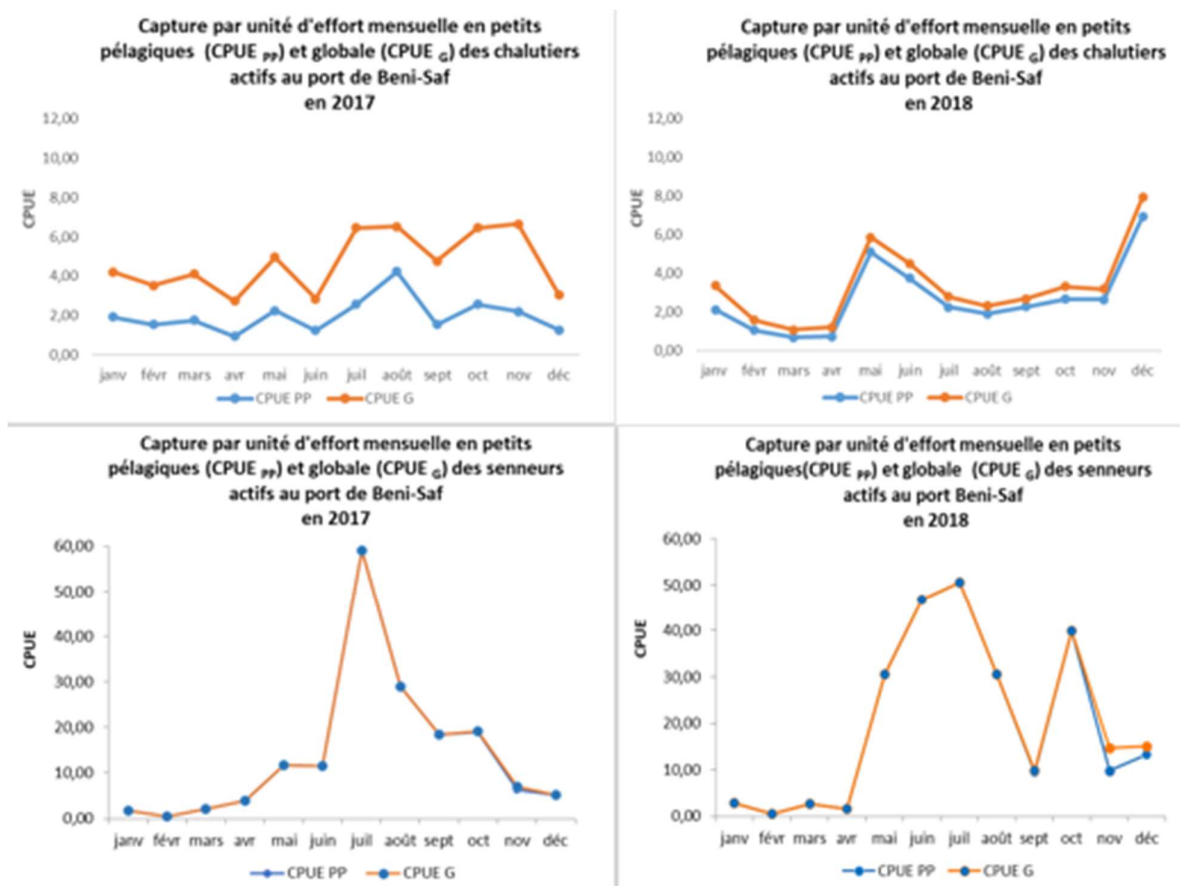 Capture par unité d'effort mensuelle en petits
pélagiques (CPUE PP) et globale (CPUE G) des chalutiers
actifs au port de Beni-Saf
en 2017
12,00
10,00
8,00
6,00
4,00
2,00
0,00
CPUE
janv févr mars avr mai juin juil août sept oct nov déc
CPUE PP CPUE G
Capture par unité d'effort mensuelle en petits
pélagiques (CPUE PP) et globale (CPUE G) des chalutiers
actifs au port de Beni-Saf
en 2018
12,00
10,00
8,00
6,00
4,00
2,00
0,00
CPUE
janv févr mars avr mai juin juil août sept oct nov déc
CPUE PP CPUE G
Capture par unité d'effort mensuelle en petits
pélagiques (CPUE PP) et globale (CPUE G) des senneurs
actifs au port de Beni-Saf
en 2017
60,00
50,00
40,00
30,00
20,00
10,00
0,00
CPUE
janv févr mars avr mai juin juil août sept oct nov déc
CPUE PP CPUE G
Capture par unité d'effort mensuelle en petits
pélagiques(CPUE PP) et globale (CPUE G) des senneurs
actifs au port Beni-Saf
en 2018
60,00
50,00
40,00
30,00
20,00
10,00
0,00
CPUE
janv févr mars avr mai juin juil août sept oct nov déc
CPUE PP CPUE G